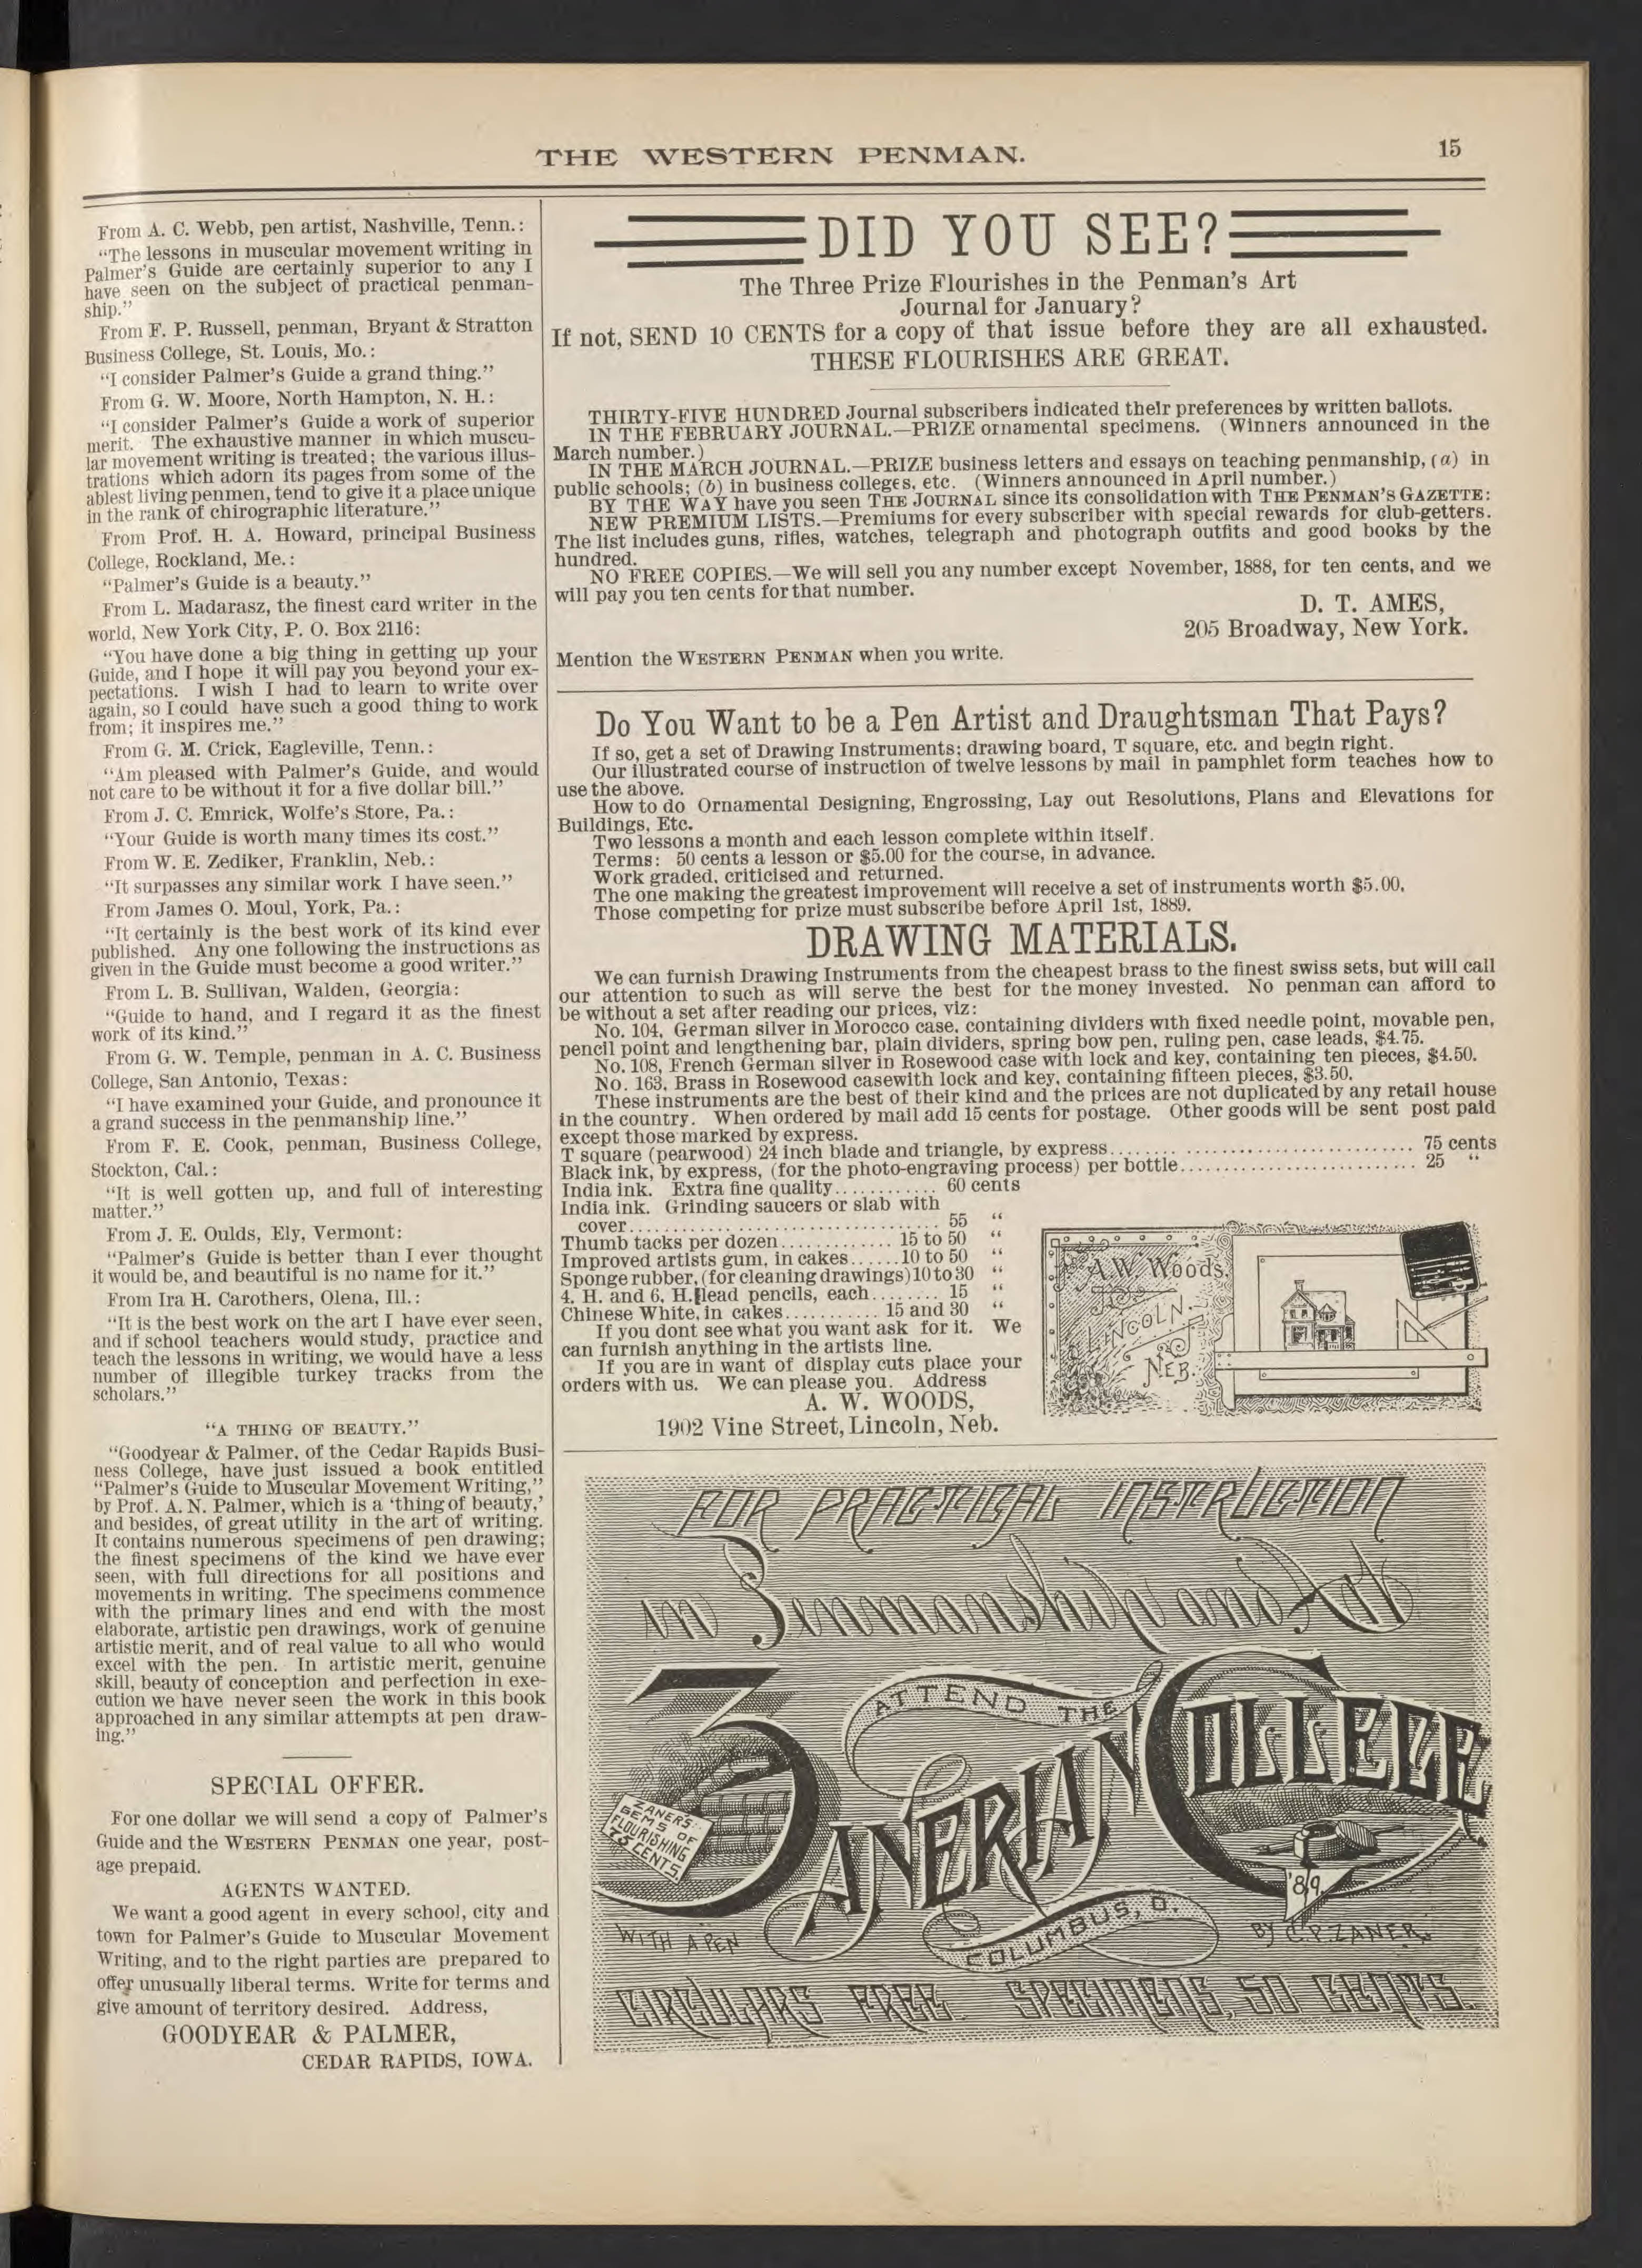 THE WESTERN PENMAN.
15
From A. C. Webb, pen artist, Nashville, Tenn.:
“The lessons in muscular movement writing in
Palmer's Guide are certainly superior to any I
have seen on the subject of practical penman-
ship.”
From F. P. Russell, penman, Bryant & Stratton
Business College, St. Louis, Mo.:
“I consider Palmer's Guide a grand thing.”
From G. W. Moore, North Hampton, N. H.:
“I consider Palmer's Guide a work of superior
merit. The exhaustive manner in which muscu-
lar movement writing is treated; the various illus-
trations which adorn its pages from some of the
ablest living penmen, tend to give it a place unique
in the rank of chirographic literature.”
From Prof. H. A. Howard, principal Business
College, Rockland, Me.:
“Palmer's Guide is a beauty.”
From L. Madarasz, the finest card writer in the
world, New York City, P. O. Box 2116:
“You have done a big thing in getting up your
Guide, and I hope it will pay you beyond your ex-
pectations. I wish I had to learn to write over
again, so I could have such a good thing to work
from; it inspires me.”
From G. M. Crick, Eagleville, Tenn.:
“Am pleased with Palmer's Guide, and would
not care to be without it for a five dollar bill.”
From J. C. Emrick, Wolfe's Store, Pa.:
“Your Guide is worth many times its cost.”
From W. E. Zediker, Franklin, Neb.:
“It surpasses any similar work I have seen.”
From James O. Moul, York, Pa.:
“It certainly is the best work of its kind ever
published. Any one following the instructions as
given in the Guide must become a good writer.”
From L. B. Sullivan, Walden, Georgia:
“Guide to hand, and I regard it as the finest
work of its kind.”
From G. W. Temple, penman in A. C. Business
College, San Antonio, Texas:
“I have examined your Guide, and pronounce it
a grand success in the penmanship line.”
From F. E. Cook, penman, Business College,
Stockton, Cal.:
“It is well gotten up, and full of interesting
matter.”
From J. E. Oulds, Ely, Vermont:
“Palmer's Guide is better than I ever thought
it would be, and beautiful is no name for it.”
From Ira H. Carothers, Olena, Ill.:
“It is the best work on the art I have ever seen,
and if school teachers would study, practice and
teach the lessons in writing, we would have a less
number of illegible turkey tracks from the
scholars.”
“A THING OF BEAUTY.”
“Goodyear & Palmer, of the Cedar Rapids Busi-
ness College, have just issued a book entitled
“Palmer's Guide to Muscular Movement Writing,”
by Prof. A. N. Palmer, which is a ‘thing of beauty,’
and besides, of great utility in the art of writing.
It contains numerous specimens of pen drawing;
the finest specimens of the kind we have ever
seen, with full directions for all positions and
movements in writing. The specimens commence
with the primary lines and end with the most
elaborate, artistic pen drawings, work of genuine
artistic merit, and of real value to all who would
excel with the pen. In artistic merit, genuine
skill, beauty of conception and perfection in exe-
cution we have never seen the work in this book
approached in any similar attempts at pen draw-
ing.”
SPECIAL OFFER.
For one dollar we will send a copy of Palmer's
Guide and the WESTERN PENMAN one year, post-
age prepaid.
AGENTS WANTED.
We want a good agent in every school, city and
town for Palmer's Guide to Muscular Movement
Writing, and to the right parties are prepared to
offer unusually liberal terms. Write for terms and
give amount of territory desired. Address,
GOODYEAR & PALMER,
CEDAR RAPIDS, IOWA.
DID YOU SEE?
The Three Prize Flourishes in the Penman's Art
Journal for January?
If not, SEND 10 CENTS for a copy of that issue before they are all exhausted.
THESE FLOURISHES ARE GREAT.
THIRTY-FIVE HUNDRED Journal subscribers indicated their preferences by written ballots.
IN THE FEBRUARY JOURNAL.—PRIZE ornamental specimens. (Winners announced in the
March number.)
IN THE MARCH JOURNAL.—PRIZE business letters and essays on teaching penmanship, (a) in
public schools; (b) in business colleges, etc. (Winners announced in April number.)
BY THE WAY have you seen THE JOURNAL since its consolidation with THE PENMAN'S GAZETTE:
NEW PREMIUM LISTS.—Premiums for every subscriber with special rewards for club-getters.
The list includes guns, rifles, watches, telegraph and photograph outfits and good books by the
hundred.
NO FREE COPIES.—We will sell you any number except November, 1888, for ten cents, and we
will pay you ten cents for that number.
D. T. AMES,
205 Broadway, New York.
Mention the WESTERN PENMAN when you write.
Do You Want to be a Pen Artist and Draughtsman That Pays?
If so, get a set of Drawing Instruments; drawing board, T square, etc. and begin right.
Our illustrated course of instruction of twelve lessons by mail in pamphlet form teaches how to
use the above.
How to do Ornamental Designing, Engrossing, Lay out Resolutions, Plans and Elevations for
Buildings, Etc.
Two lessons a month and each lesson complete within itself.
Terms: 50 cents a lesson or $5.00 for the course, in advance.
Work graded, criticised and returned.
The one making the greatest improvement will receive a set of instruments worth $5.00.
Those competing for prize must subscribe before April 1st, 1889.
DRAWING MATERIALS.
We can furnish Drawing Instruments from the cheapest brass to the finest swiss sets, but will call
our attention to such as will serve the best for the money invested. No penman can afford to
be without a set after reading our prices, viz:
No. 104, German silver in Morocco case, containing dividers with fixed needle point, movable pen,
pencil point and lengthening bar, plain dividers, spring bow pen, ruling pen, case leads, $4.75.
No. 108, French German silver in Rosewood case with lock and key, containing ten pieces, $4.50.
No. 163, Brass in Rosewood casewith lock and key, containing fifteen pieces, $3.50.
These instruments are the best of their kind and the prices are not duplicated by any retail house
in the country. When ordered by mail add 15 cents for postage. Other goods will be sent post paid
except those marked by express.
T square (pearwood) 24 inch blade and triangle, by express........ 75 cents
Black ink, by express, (for the photo-engraving process) per bottle........ 25 “
India ink. Extra fine quality............ 60 cents
India ink. Grinding saucers or slab with
cover........ 55 “
Thumb tacks per dozen............. 15 to 50 “
Improved artists gum, in cakes......10 to 50 “
Sponge rubber, (for cleaning drawings) 10 to 30 “
4. H. and 6. H. lead pencils, each........ 15 “
Chinese White, in cakes........... 15 and 30 “
If you dont see what you want ask for it. We
can furnish anything in the artists line.
If you are in want of display cuts place your
orders with us. We can please you. Address
A. W. WOODS,
1902 Vine Street, Lincoln, Neb.
A.W. Woods,
LINCOLN
NEB.
FOR PRACTICAL INSTRUCTION
in Penmanship and Art
ATTEND THE
ZANERIAN COLLEGE
ZANERS
GEMS OF
FLOURISHING
75 CENTS.
'89.
COLUMBUS, O.
WITH A PEN
BY C.P. ZANER.
CIRCULARS FREE. SPECIMENS, 50 CENTS.